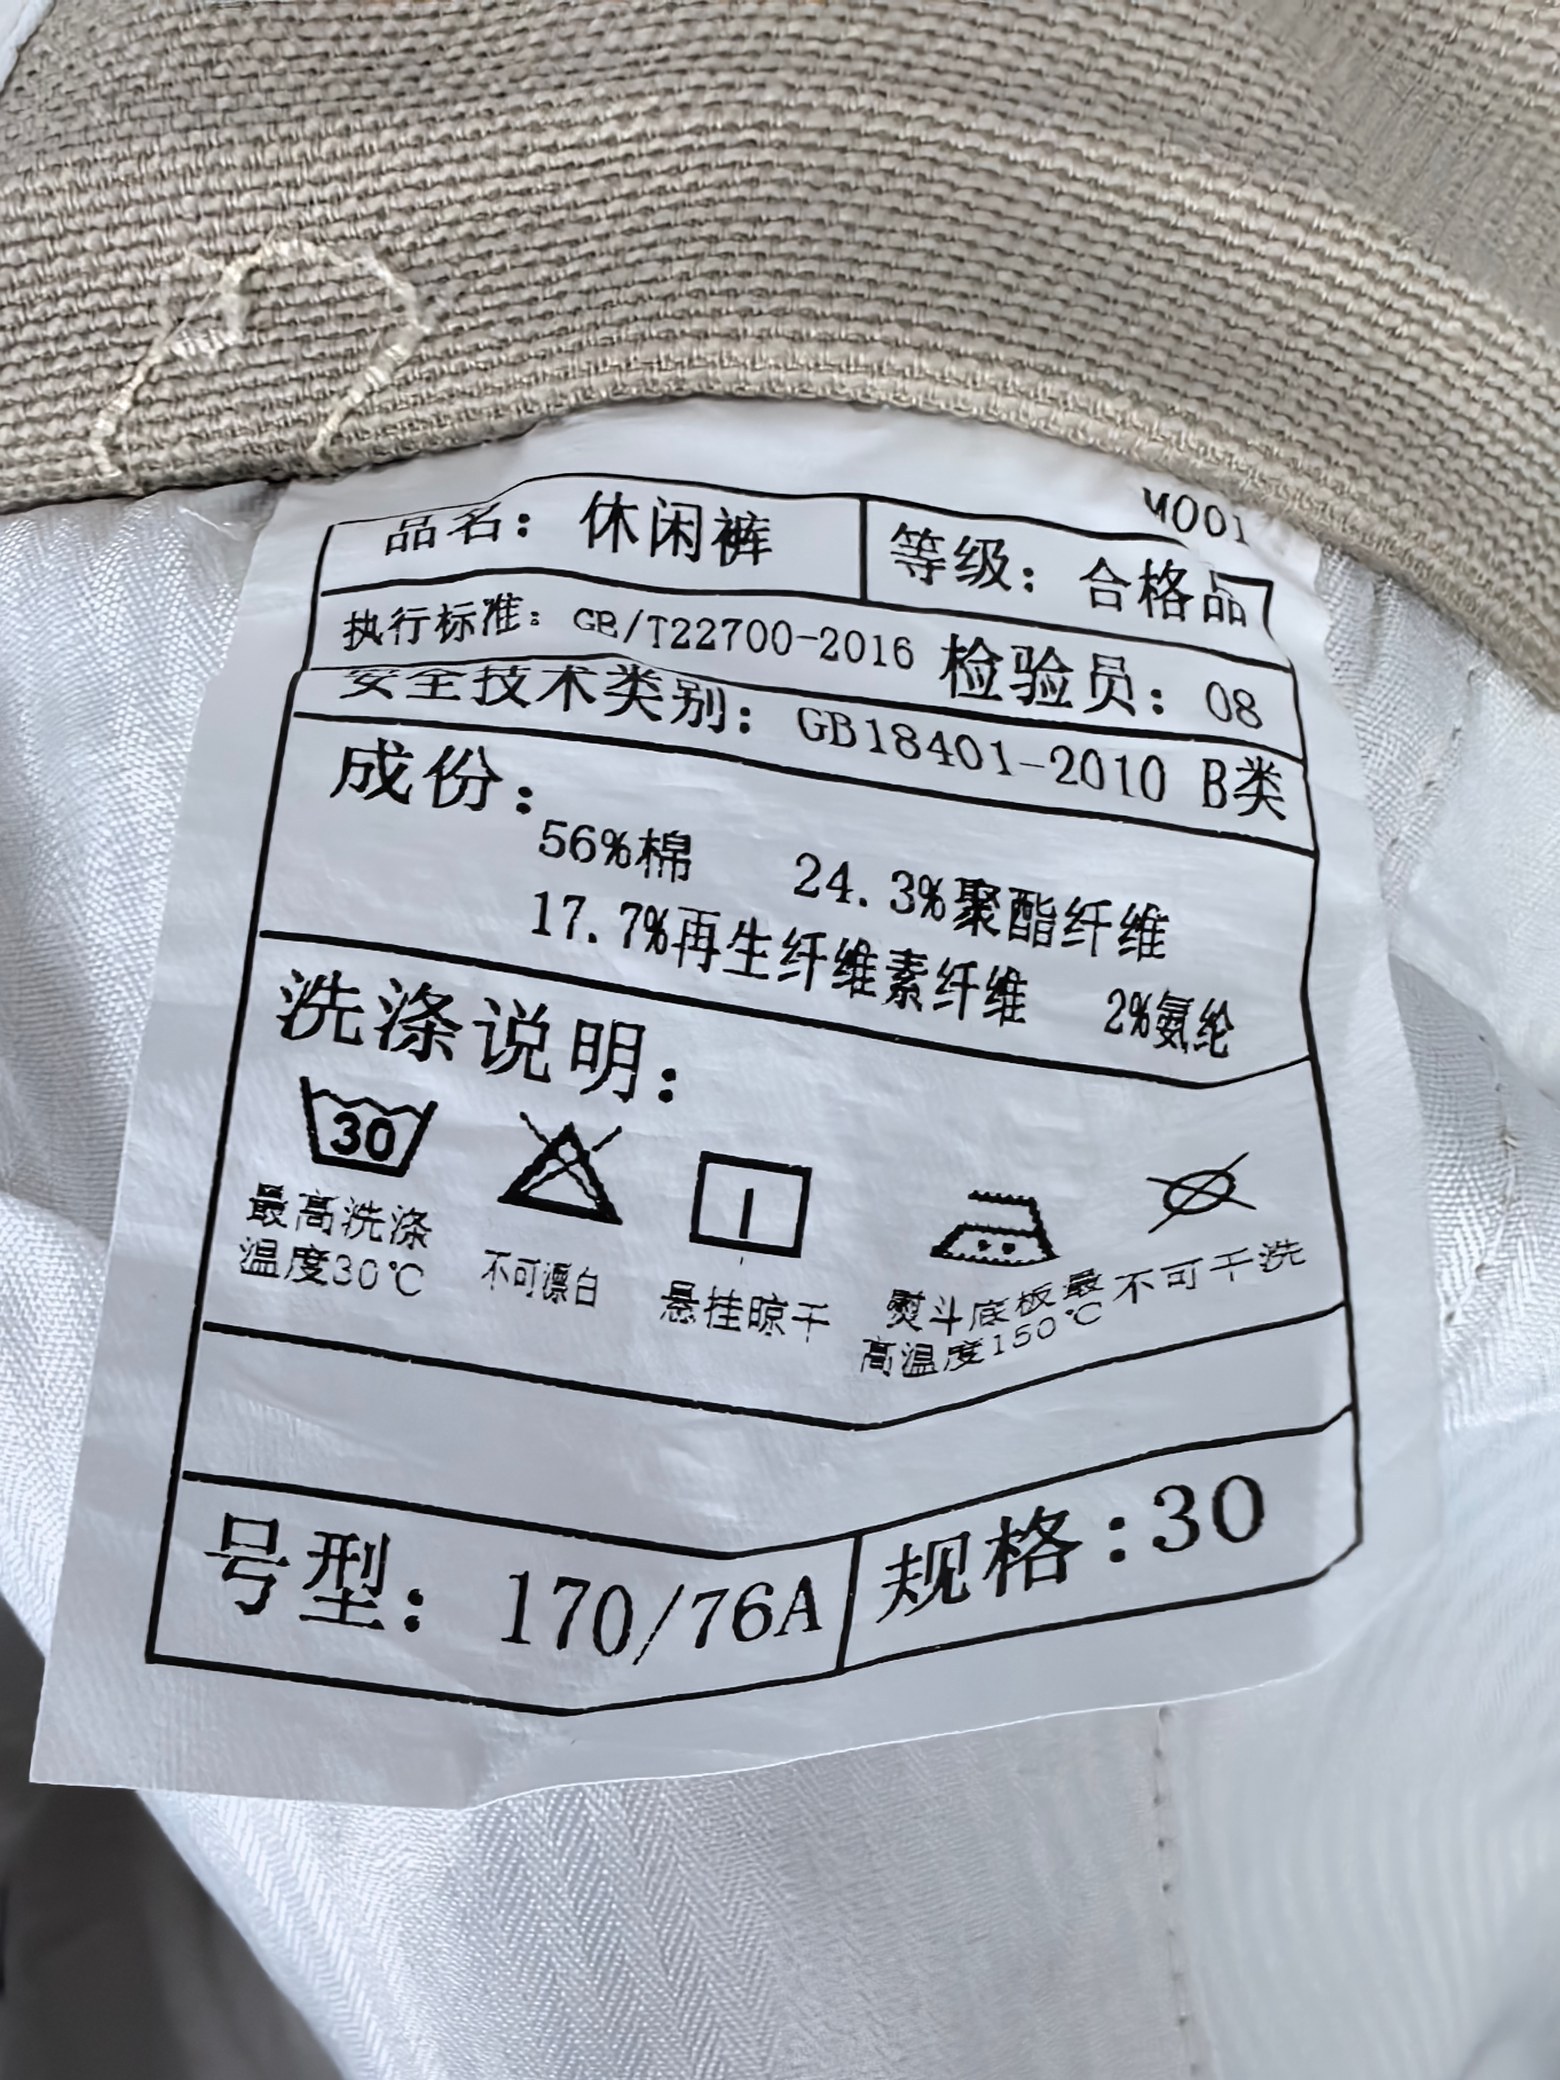 M001
品名：休闲裤 等级：合格品
执行标准：GB/T22700-2016 检验员：08
安全技术类别：GB18401-2010 B类
成份：
56%棉 24.3%聚酯纤维
17.7%再生纤维素纤维 2%氨纶
洗涤说明：
30
最高洗涤
温度30℃
不可漂白
悬挂晾干
熨斗底板最
高温度150℃
不可干洗
号型：170/76A 规格:30